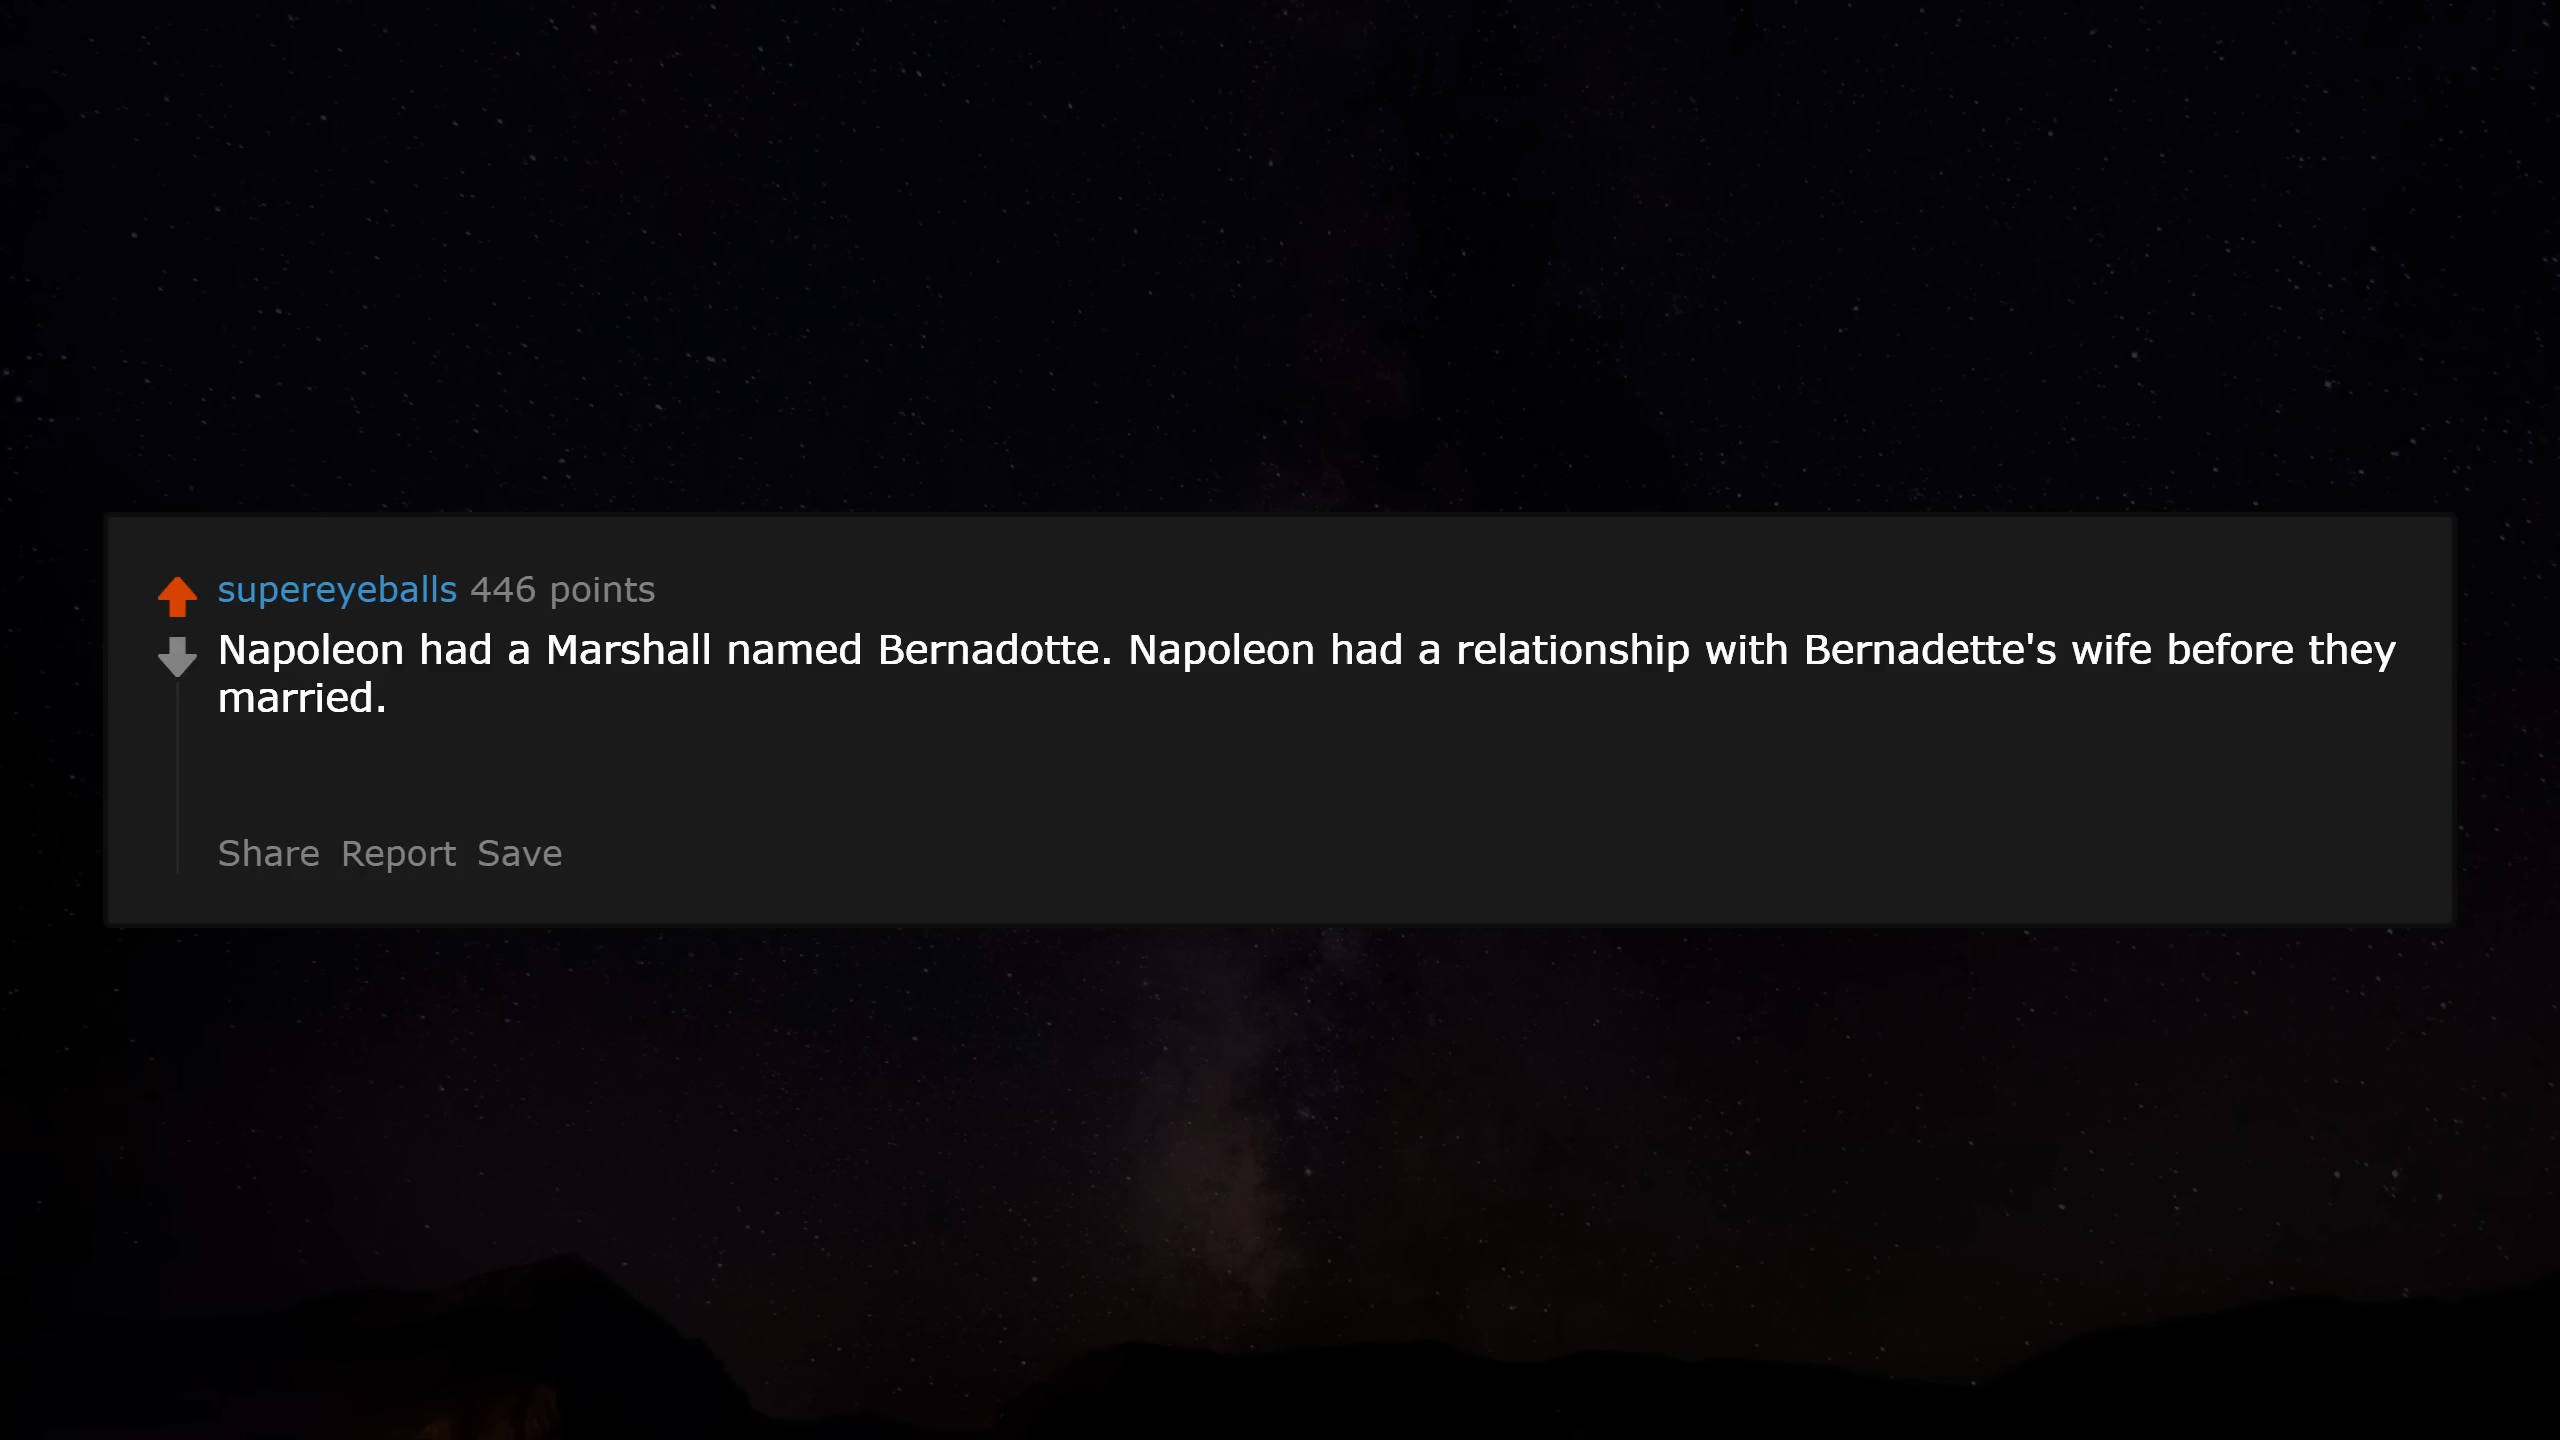 supereyeballs 446 points
Napoleon had a Marshall named Bernadotte. Napoleon had a relationship with Bernadette's wife before they
married.
Share Report Save